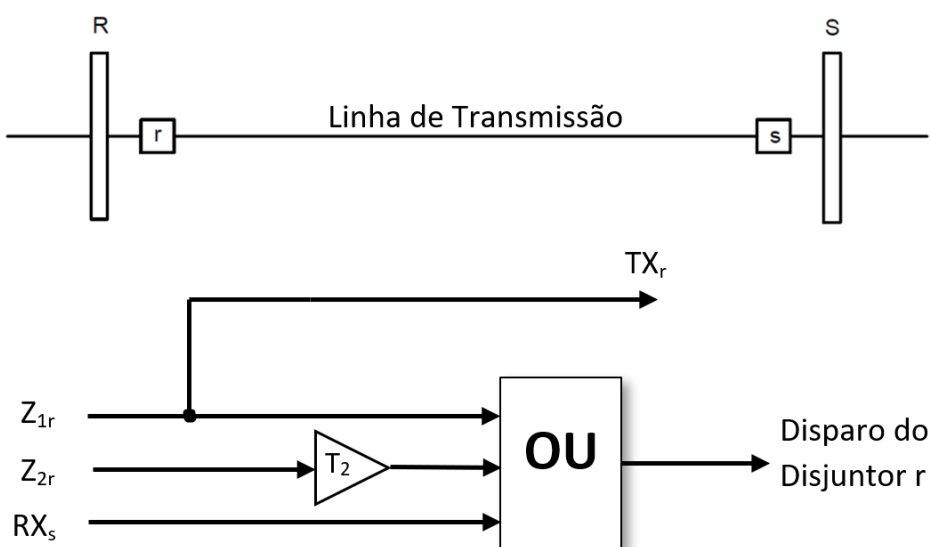 R
S
r
Linha de Transmissão
s
TXᵣ
Z₁ᵣ
OU
Disparo do
Disjuntor r
Z₂ᵣ
T₂
RXₛ